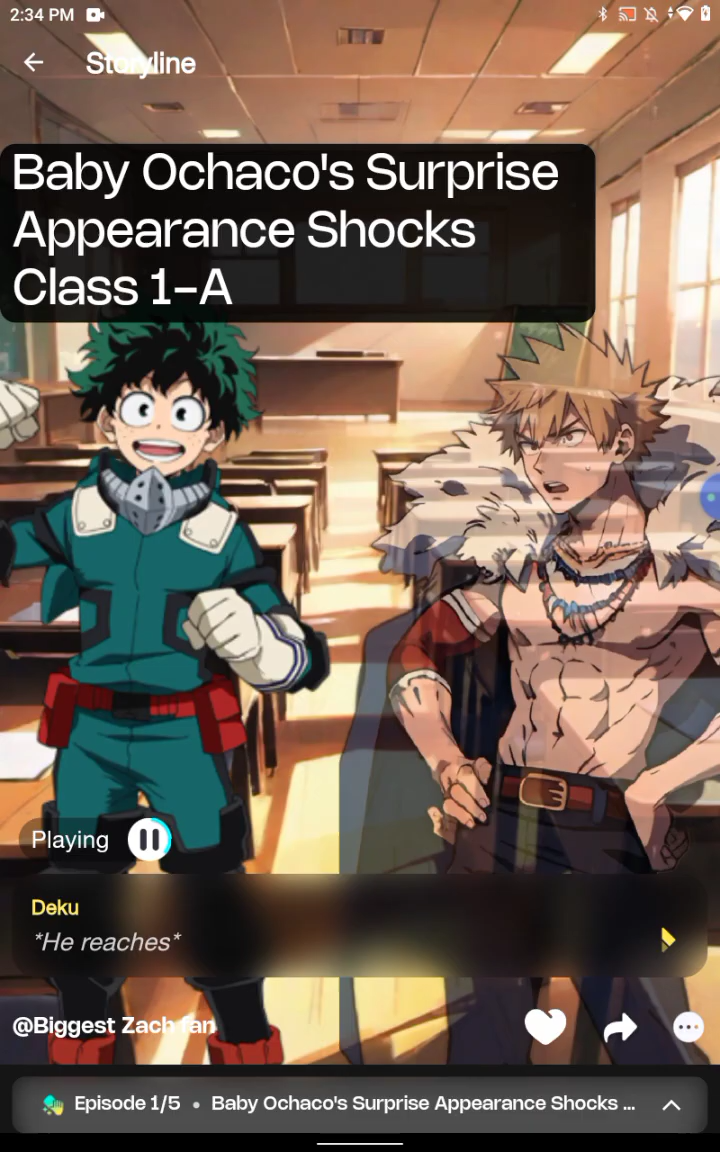 2:34 PM
Storyline
Baby Ochaco's Surprise
Appearance Shocks
Class 1-A
Playing
Deku
*He reaches*
@Biggest Zach fan
Episode 1/5 • Baby Ochaco's Surprise Appearance Shocks ...